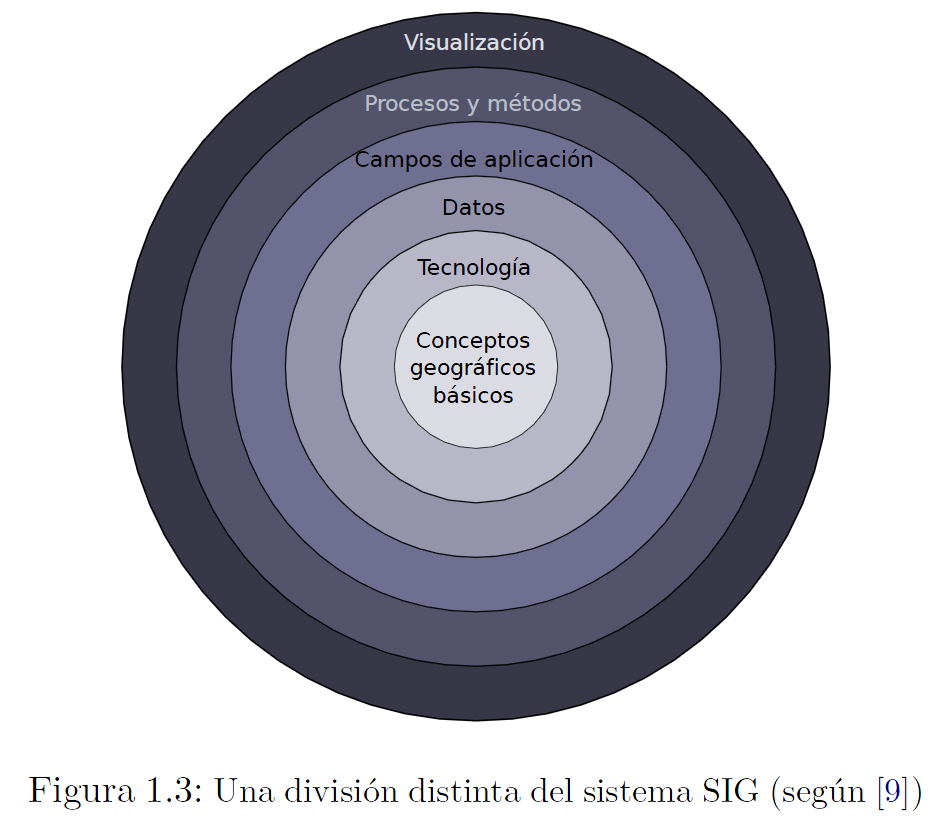 Visualización
Procesos y métodos
Campos de aplicación
Datos
Tecnología
Conceptos
geográficos
básicos
Figura 1.3: Una división distinta del sistema SIG (según [9])